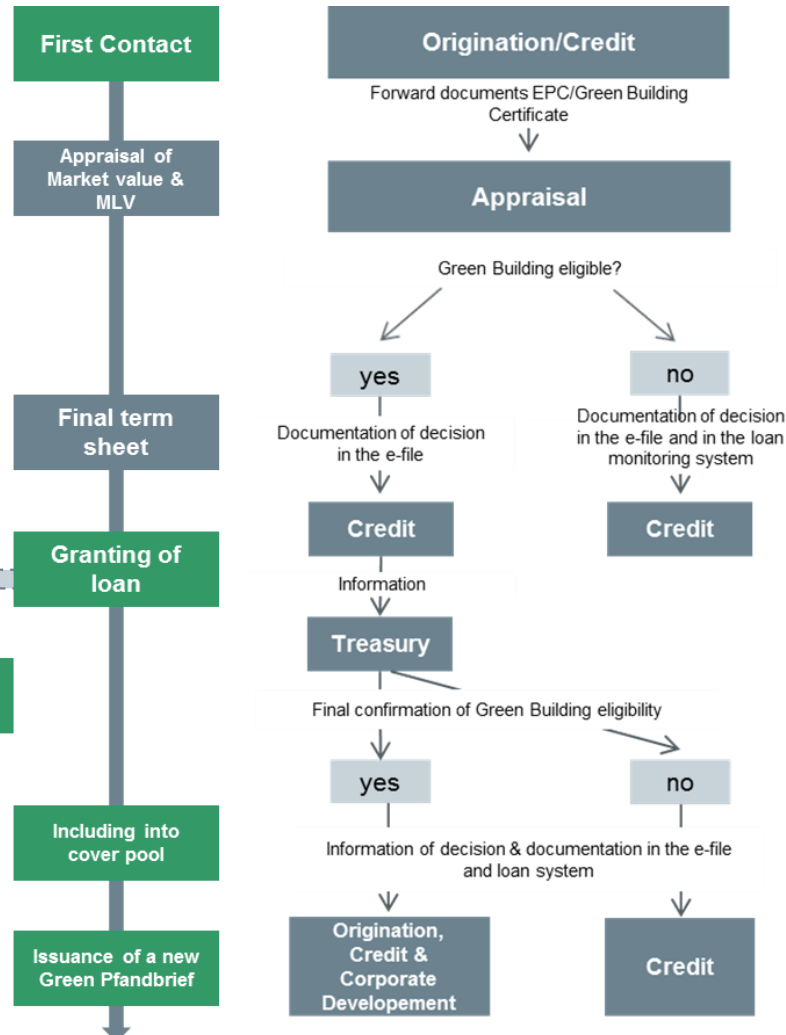 First Contact
Appraisal of
Market value &
MLV
Final term
sheet
Granting of
loan
Including into
cover pool
Issuance of a new
Green Pfandbrief
Origination/Credit
Forward documents EPC/Green Building
Certificate
Appraisal
Green Building eligible?
yes
no
Documentation of decision
in the e-file
Documentation of decision
in the e-file and in the loan
monitoring system
Credit
Credit
Information
Treasury
Final confirmation of Green Building eligibility
yes
no
Information of decision & documentation in the e-file
and loan system
Origination,
Credit &
Corporate
Developement
Credit